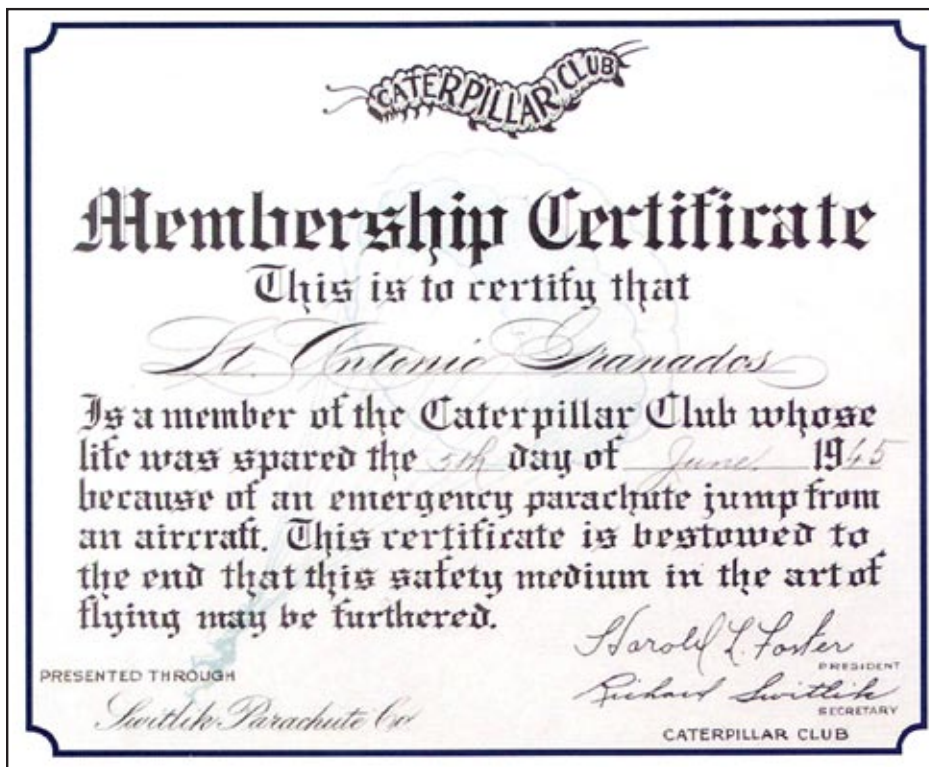 CATERPILLAR CLUB
Membership Certificate
This is to certify that
Lt. Antonio Granados
Is a member of the Caterpillar Club whose
life was spared the 5th day of June 1945
because of an emergency parachute jump from
an aircraft. This certificate is bestowed to
the end that this safety medium in the art of
flying may be furthered.
Harold L. Foster
PRESIDENT
PRESENTED THROUGH
Richard Switlik
SECRETARY
Switlik Parachute Co.
CATERPILLAR CLUB